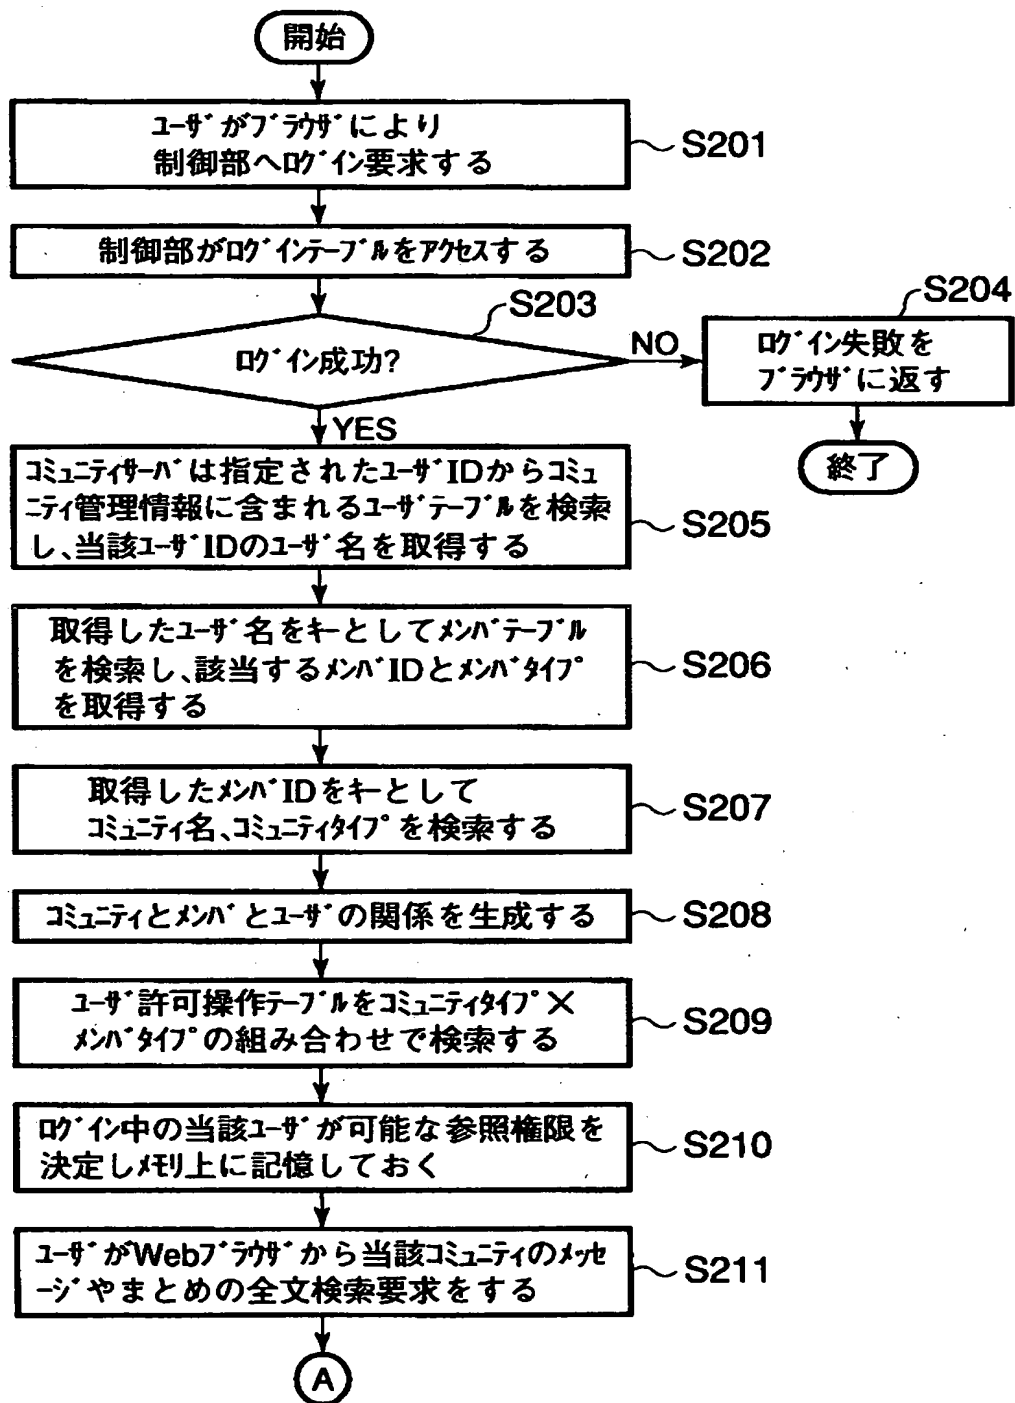 開始
ユーザがブラウザにより
制御部へログイン要求する
S201
制御部がログインテーブルをアクセスする
S202
S203
ログイン成功?
NO
S204
ログイン失敗を
ブラウザに返す
終了
YES
コミュニティサーバは指定されたユーザIDからコミュ
ニティ管理情報に含まれるユーザテーブルを検索
し、当該ユーザIDのユーザ名を取得する
S205
取得したユーザ名をキーとしてメンバテーブル
を検索し、該当するメンバIDとメンバタイプ
を取得する
S206
取得したメンバIDをキーとして
コミュニティ名、コミュニティタイプを検索する
S207
コミュニティとメンバとユーザの関係を生成する
S208
ユーザ許可操作テーブルをコミュニティタイプ×
メンバタイプの組み合わせで検索する
S209
ログイン中の当該ユーザが可能な参照権限を
決定しメモリ上に記憶しておく
S210
ユーザがWebブラウザから当該コミュニティのメッセ
ージやまとめの全文検索要求をする
S211
A